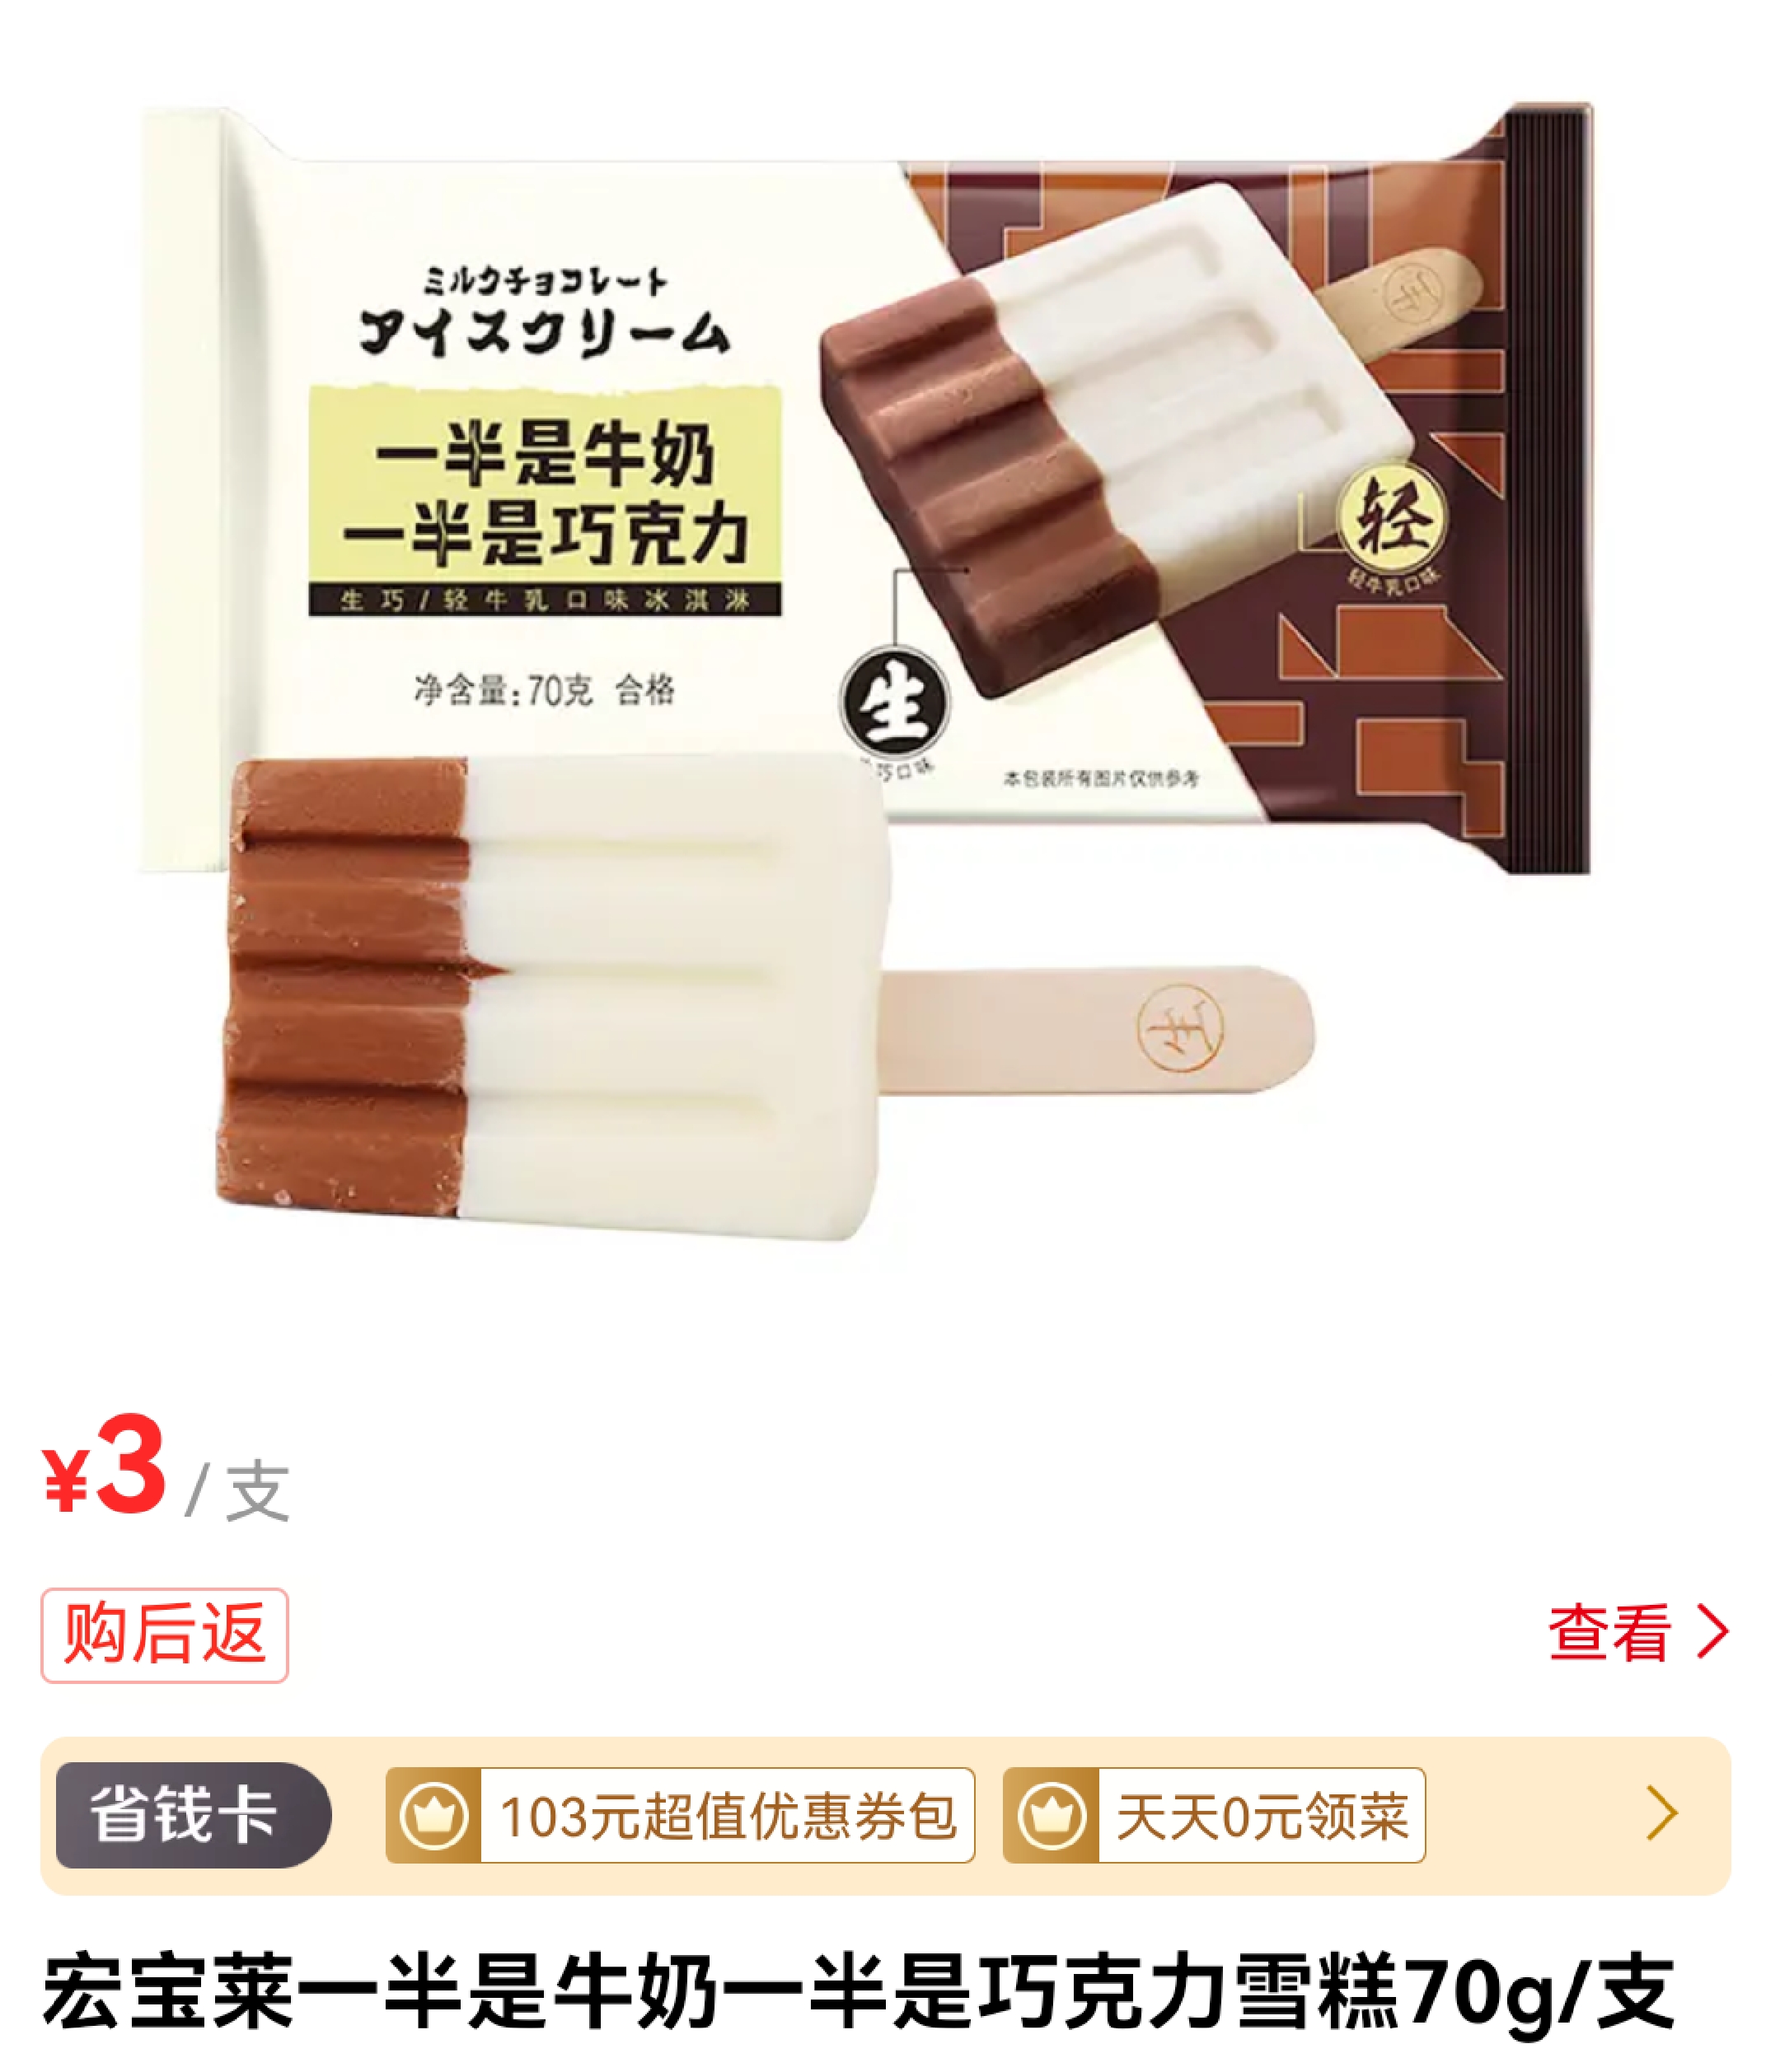 ミルクチョコレート
アイスクリーム
一半是牛奶
一半是巧克力
生巧/轻牛乳口味冰淇淋
净含量:70克 合格
轻
轻牛乳口味
生
巧口味
本包装所有图片仅供参考
生
生
¥3/支
购后返
查看
省钱卡
103元超值优惠券包
天天0元领菜
宏宝莱一半是牛奶一半是巧克力雪糕70g/支